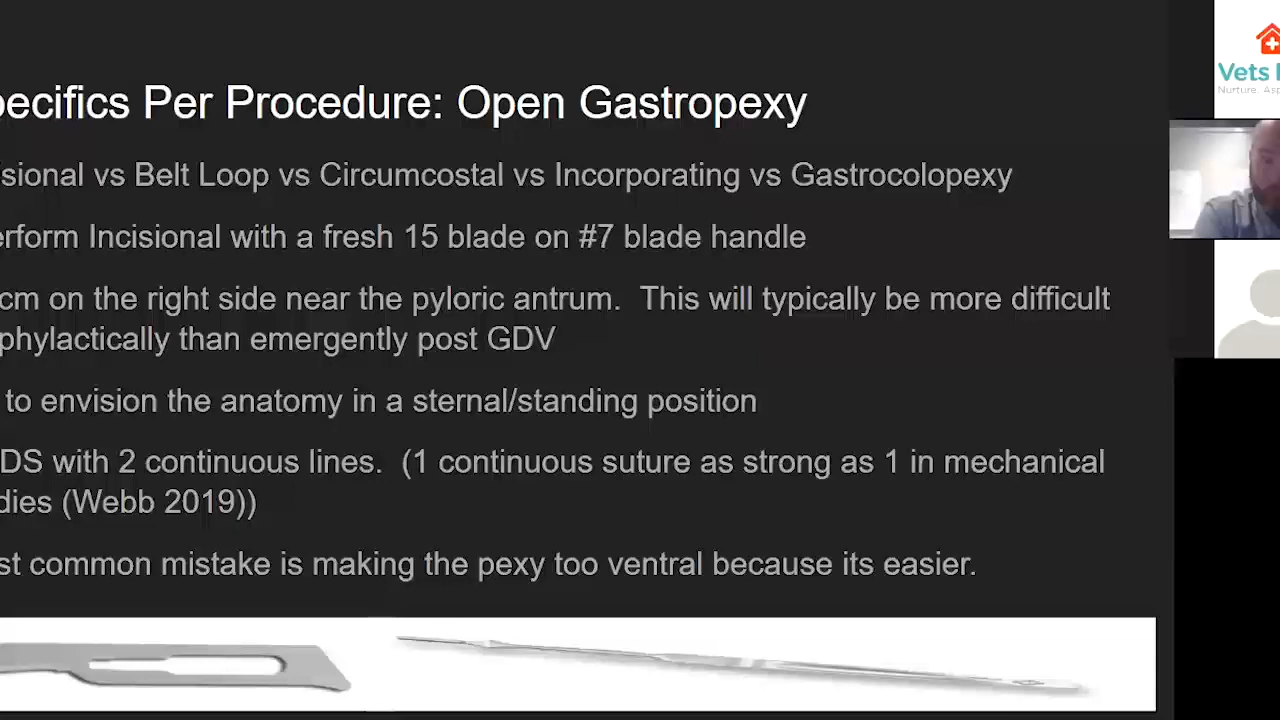 pecifics Per Procedure: Open Gastropexy
sional vs Belt Loop vs Circumcostal vs Incorporating vs Gastrocolopexy
erform Incisional with a fresh 15 blade on #7 blade handle
cm on the right side near the pyloric antrum. This will typically be more difficult
phylactically than emergently post GDV
to envision the anatomy in a sternal/standing position
DS with 2 continuous lines. (1 continuous suture as strong as 1 in mechanical
dies (Webb 2019))
st common mistake is making the pexy too ventral because its easier.
Vets
Nurture. Asp